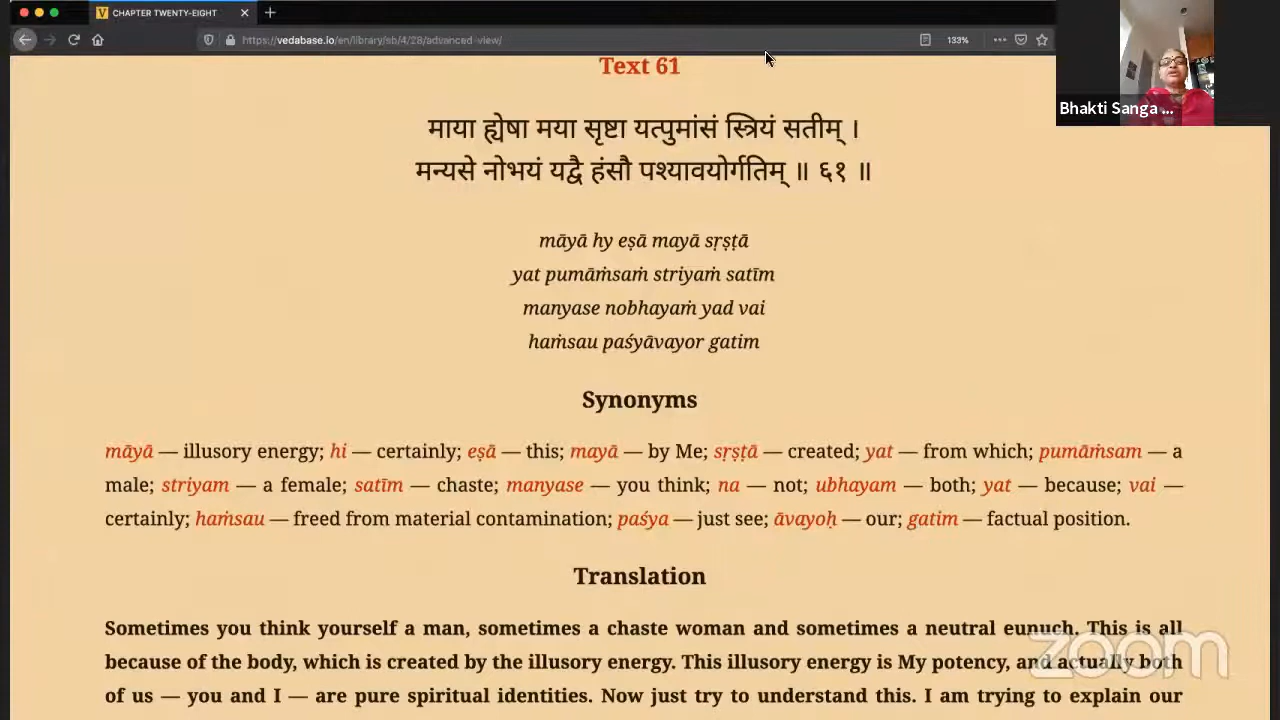 CHAPTER TWENTY-EIGHT
https://vedabase.io/en/library/sb/4/28/advanced-view/
133%
Bhakti Sanga ...
Text 61
माया ह्येषा मया सृष्टा यत्पुमांसं स्त्रियं सतीम् ।
मन्यसे नोभयं यद्वै हंसौ पश्यावयोर्गतिम् ॥ ६१ ॥
māyā hy eṣā mayā sṛṣṭā
yat pumāṁsaṁ striyaṁ satīm
manyase nobhayaṁ yad vai
haṁsau paśyāvayor gatim
Synonyms
māyā — illusory energy; hi — certainly; eṣā — this; mayā — by Me; sṛṣṭā — created; yat — from which; pumāṁsam — a
male; striyam — a female; satīm — chaste; manyase — you think; na — not; ubhayam — both; yat — because; vai —
certainly; haṁsau — freed from material contamination; paśya — just see; āvayoḥ — our; gatim — factual position.
Translation
Sometimes you think yourself a man, sometimes a chaste woman and sometimes a neutral eunuch. This is all
because of the body, which is created by the illusory energy. This illusory energy is My potency, and actually both
of us — you and I — are pure spiritual identities. Now just try to understand this. I am trying to explain our
zoom